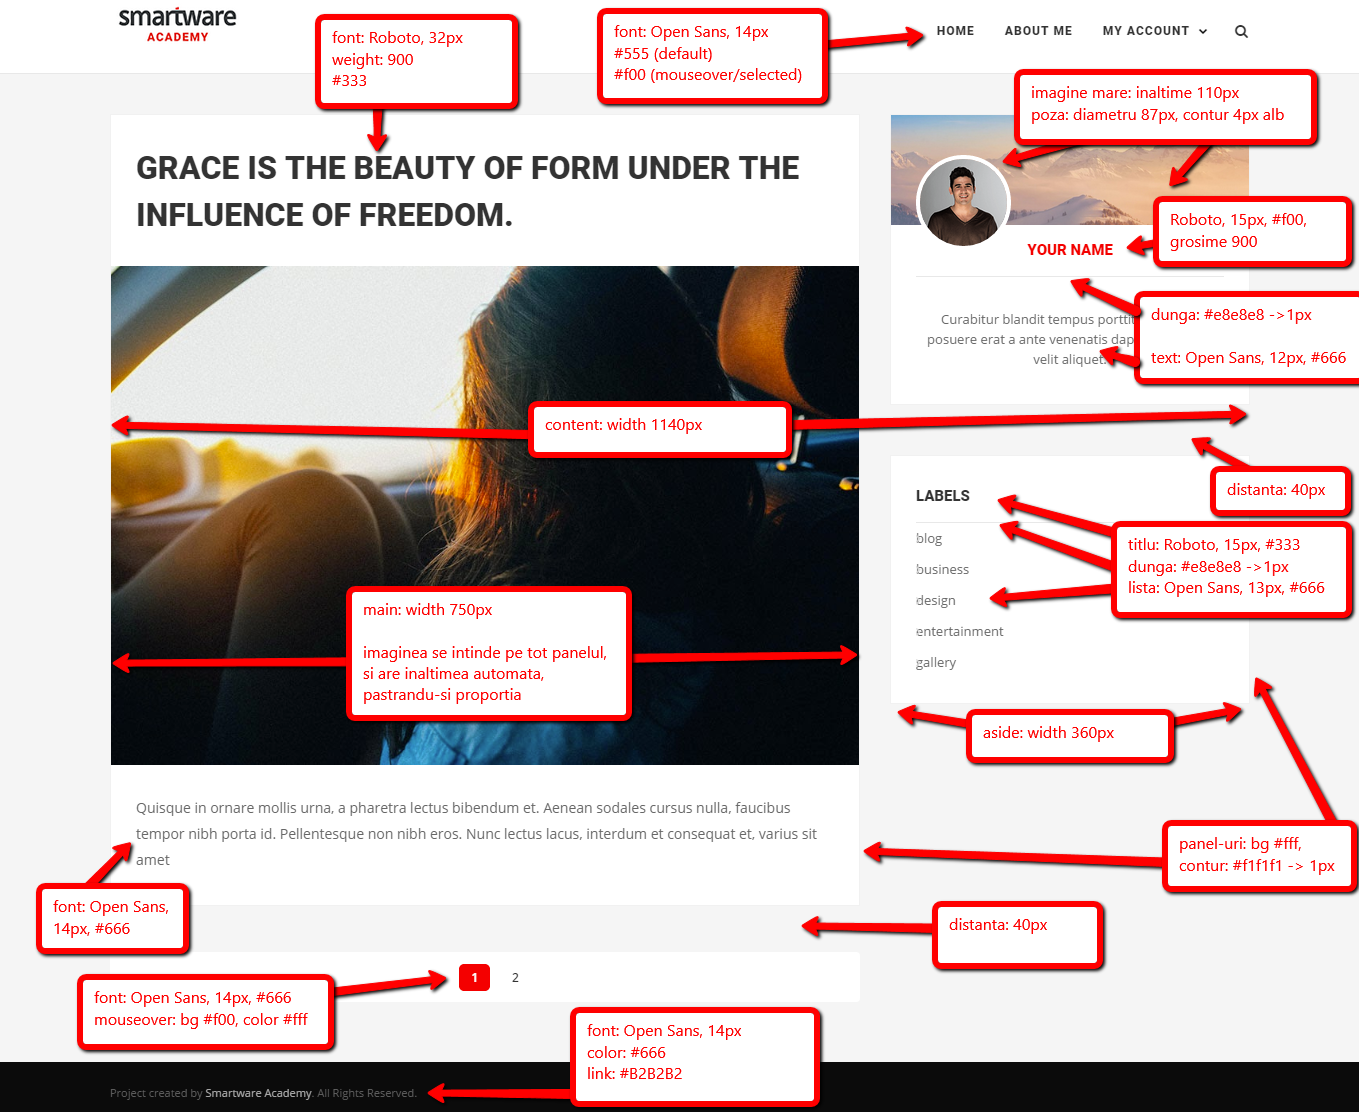 smartware
ACADEMY
HOME
ABOUT ME
MY ACCOUNT
font: Roboto, 32px
weight: 900
#333
font: Open Sans, 14px
#555 (default)
#f00 (mouseover/selected)
imagine mare: inaltime 110px
poza: diametru 87px, contur 4px alb
GRACE IS THE BEAUTY OF FORM UNDER THE
INFLUENCE OF FREEDOM.
Roboto, 15px, #f00,
grosime 900
YOUR NAME
dunga: #e8e8e8 ->1px
text: Open Sans, 12px, #666
Curabitur blandit tempus
posuere erat a ante venenatis
velit aliquet.
content: width 1140px
distanta: 40px
LABELS
blog
business
design
entertainment
gallery
titlu: Roboto, 15px, #333
dunga: #e8e8e8 ->1px
lista: Open Sans, 13px, #666
main: width 750px
imaginea se intinde pe tot panelul,
si are inaltimea automata,
pastrandu-si proportia
aside: width 360px
Quisque in ornare mollis urna, a pharetra lectus bibendum et. Aenean sodales cursus nulla, faucibus
tempor nibh porta id. Pellentesque non nibh eros. Nunc lectus lacus, interdum et consequat et, varius sit
amet
panel-uri: bg #fff,
contur: #f1f1f1 -> 1px
font: Open Sans,
14px, #666
distanta: 40px
1
2
font: Open Sans, 14px, #666
mouseover: bg #f00, color #fff
font: Open Sans, 14px
color: #666
link: #B2B2B2
Project created by Smartware Academy. All Rights Reserved.